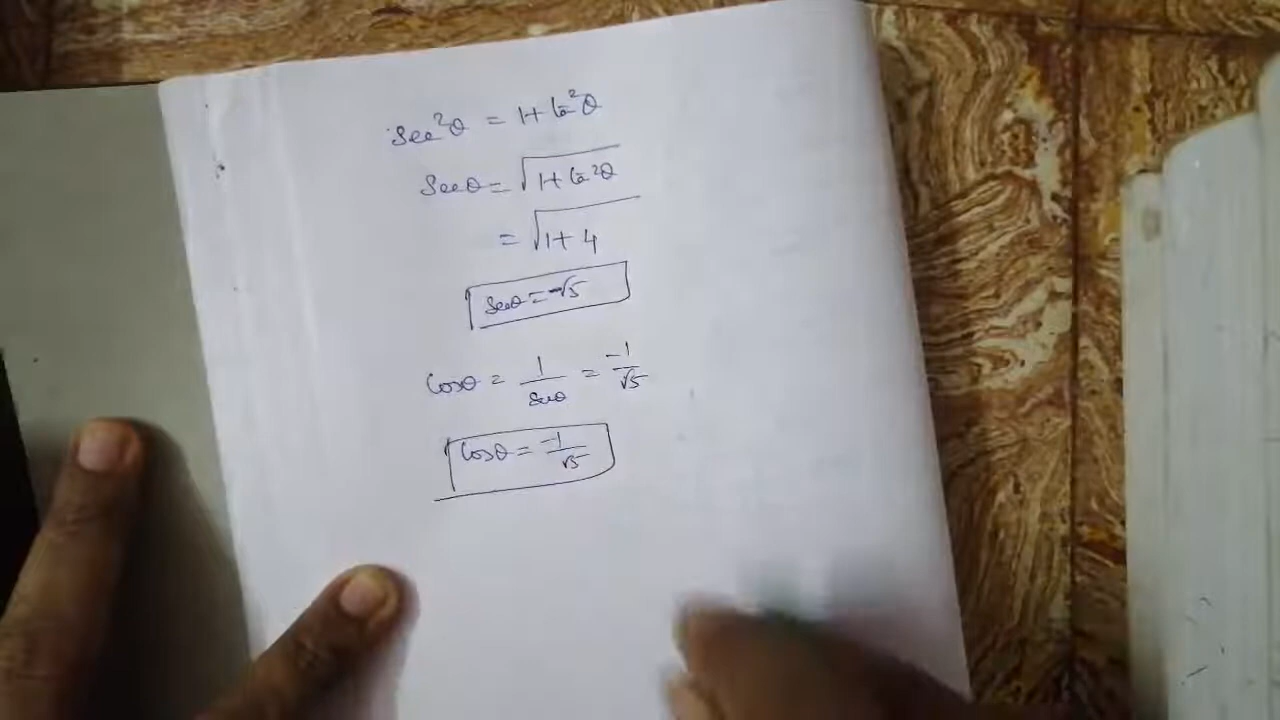 Sec²θ = 1+tan²θ
Secθ = √1+tan²θ
= √1+4
Secθ = -√5
Cosθ = 1/secθ = -1/√5
Cosθ = -1/√5